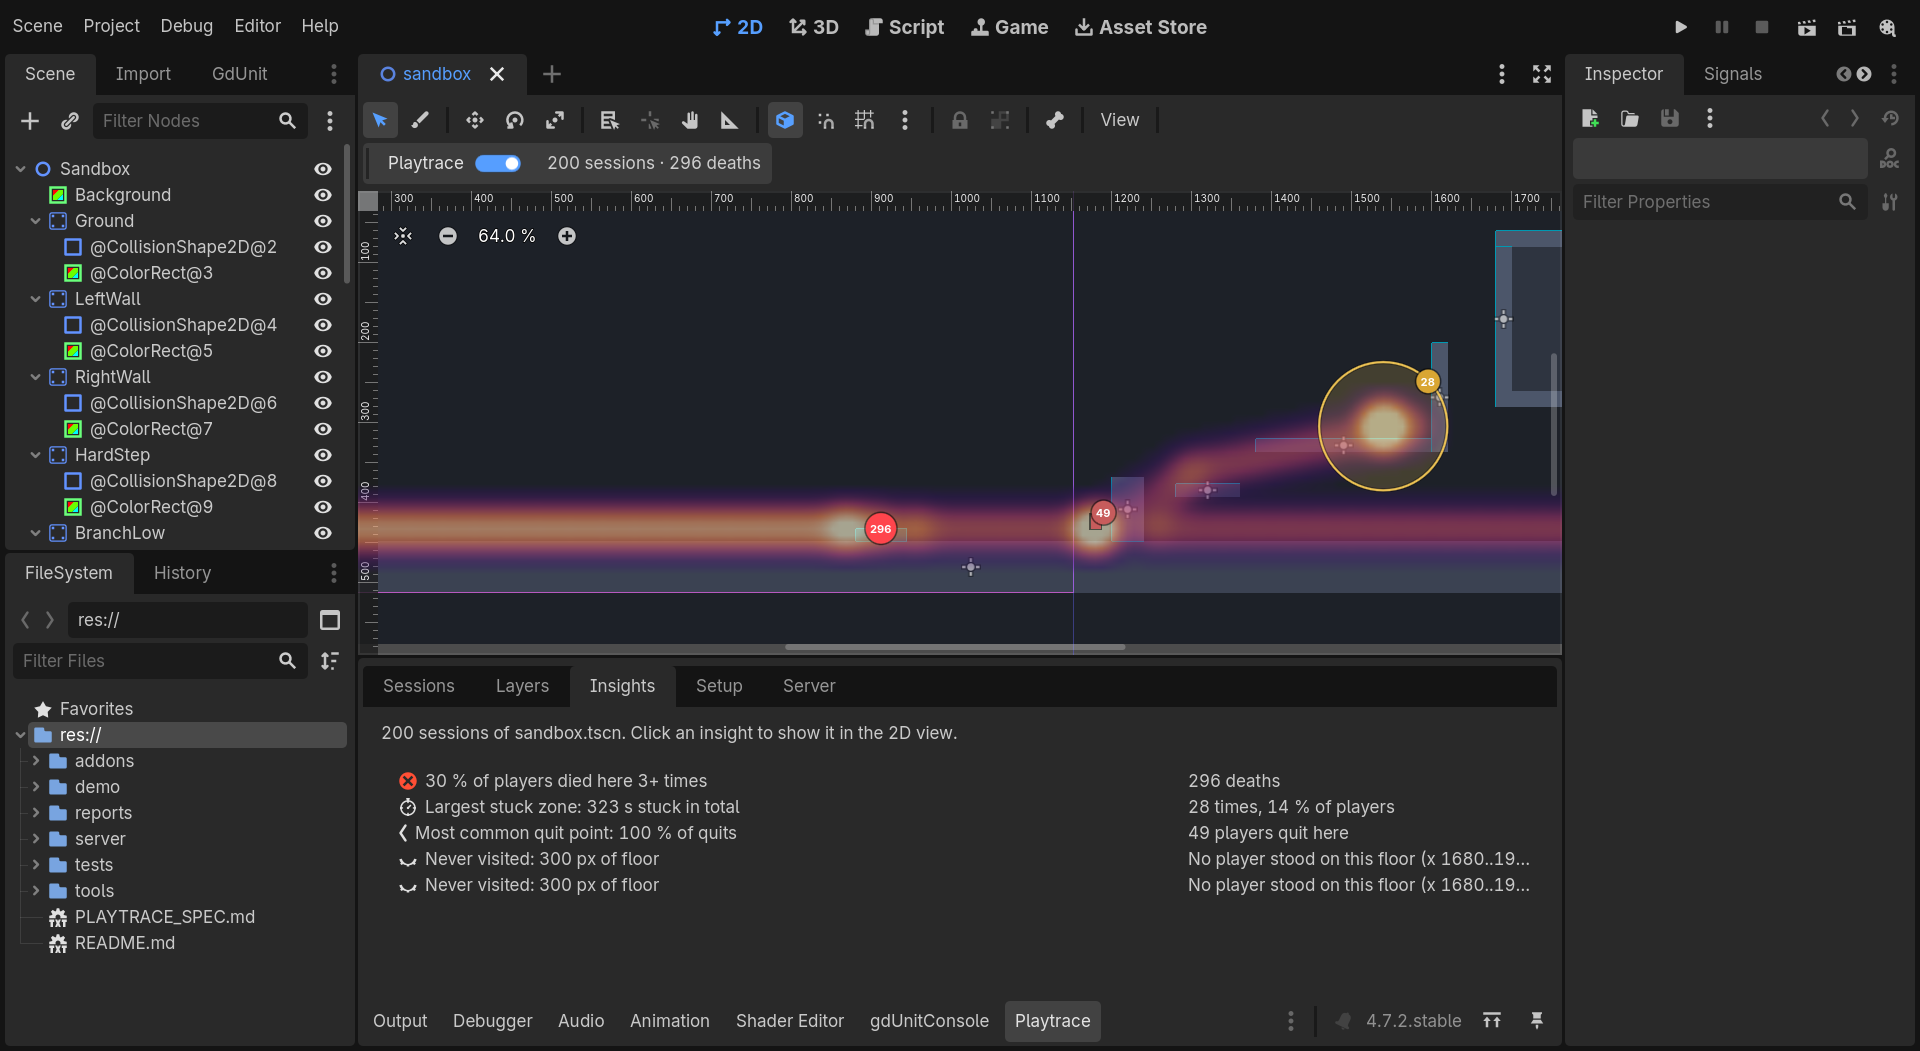 Scene Project Debug Editor Help
2D 3D Script Game Asset Store
Scene Import GdUnit
sandbox
Inspector Signals
Filter Nodes
View
Playtrace 200 sessions · 296 deaths
Filter Properties
Sandbox
Background
Ground
@CollisionShape2D@2
@ColorRect@3
LeftWall
@CollisionShape2D@4
@ColorRect@5
RightWall
@CollisionShape2D@6
@ColorRect@7
HardStep
@CollisionShape2D@8
@ColorRect@9
BranchLow
300 400 500 600 700 800 900 1000 1100 1200 1300 1400 1500 1600 1700
64.0 %
100
200
300
400
500
28
49
296
FileSystem History
res://
Filter Files
Favorites
res://
addons
demo
reports
server
tests
tools
PLAYTRACE_SPEC.md
README.md
Sessions Layers Insights Setup Server
200 sessions of sandbox.tscn. Click an insight to show it in the 2D view.
30 % of players died here 3+ times 296 deaths
Largest stuck zone: 323 s stuck in total 28 times, 14 % of players
Most common quit point: 100 % of quits 49 players quit here
Never visited: 300 px of floor No player stood on this floor (x 1680..19...
Never visited: 300 px of floor No player stood on this floor (x 1680..19...
Output Debugger Audio Animation Shader Editor gdUnitConsole Playtrace 4.7.2.stable